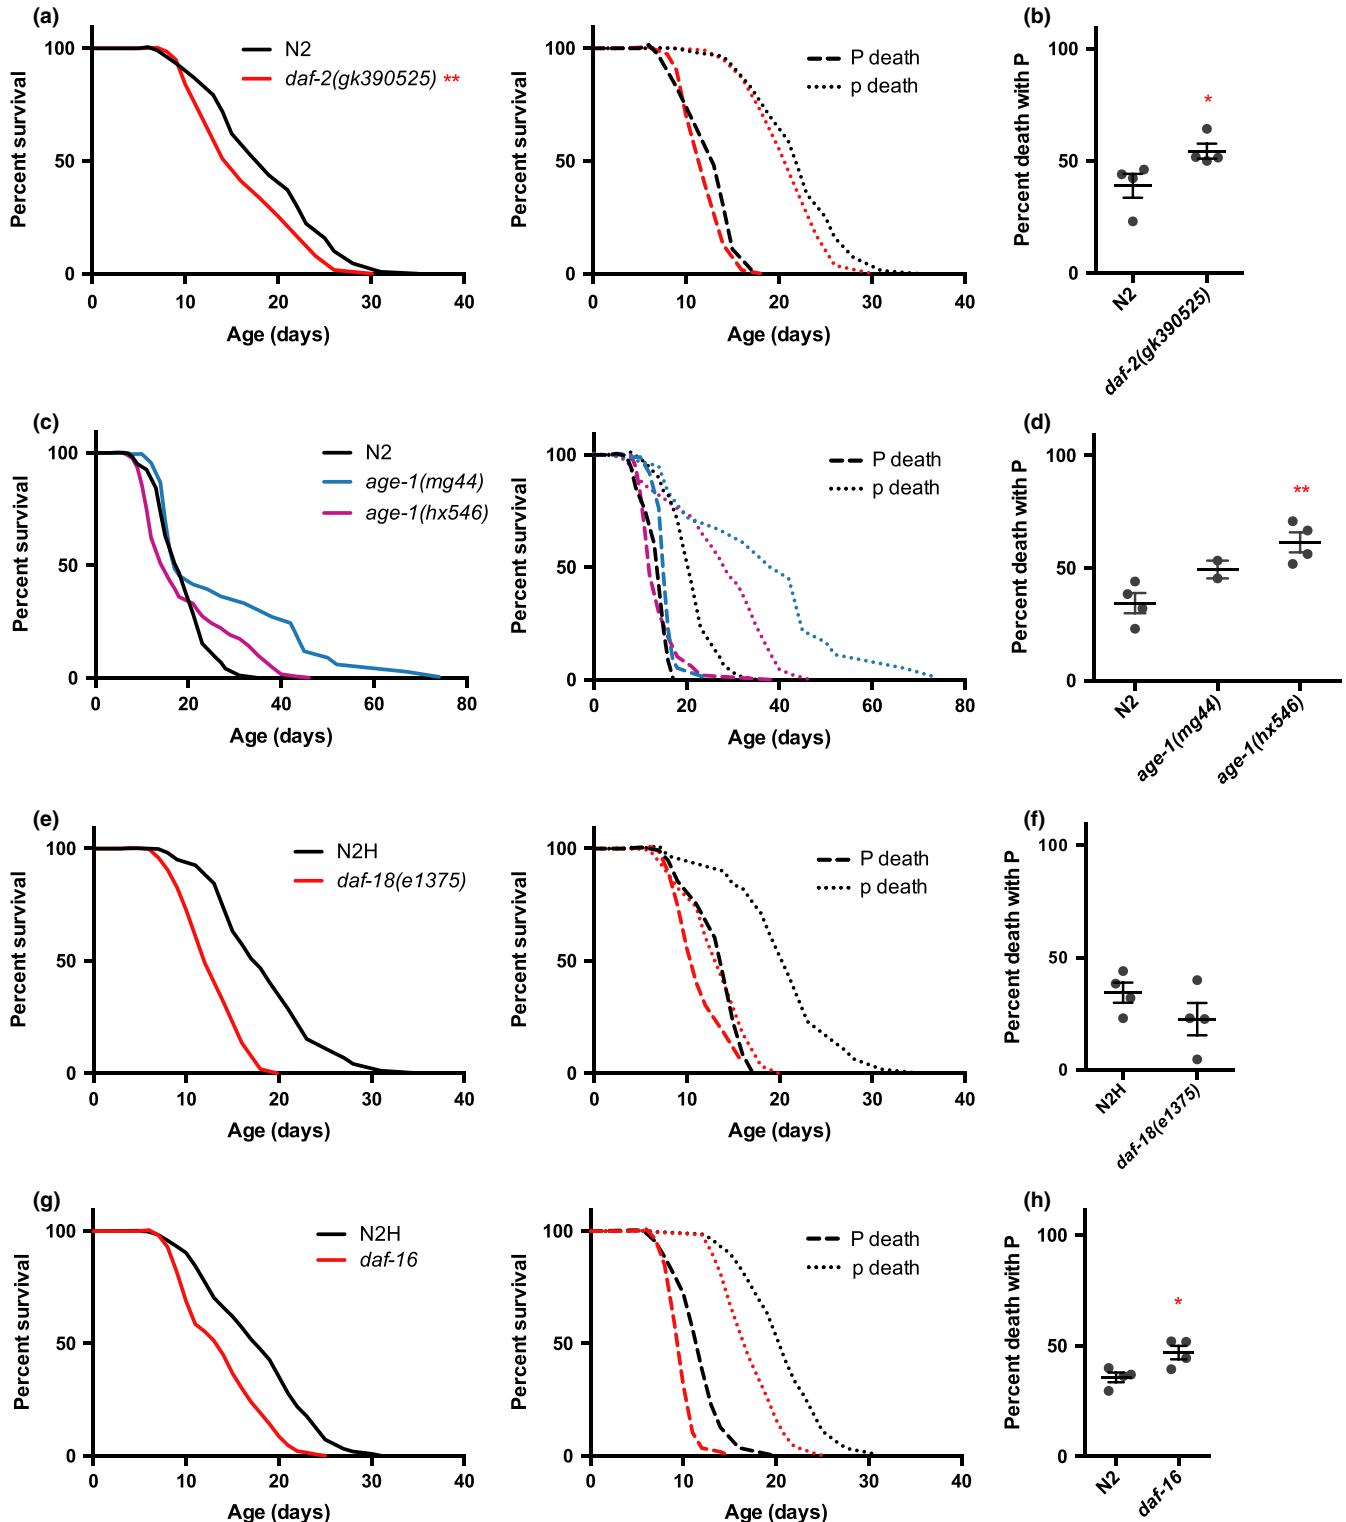 (a)
Percent survival
100
50
0
0 10 20 30 40
Age (days)
N2
daf-2(gk390525) **
Percent survival
100
50
0
0 10 20 30 40
Age (days)
P death
p death
(b)
Percent death with P
100
50
0
*
N2
daf-2(gk390525)
(c)
Percent survival
100
50
0
0 20 40 60 80
Age (days)
N2
age-1(mg44)
age-1(hx546)
Percent survival
100
50
0
0 20 40 60 80
Age (days)
P death
p death
(d)
Percent death with P
100
50
0
**
N2
age-1(mg44)
age-1(hx546)
(e)
Percent survival
100
50
0
0 10 20 30 40
Age (days)
N2H
daf-18(e1375)
Percent survival
100
50
0
0 10 20 30 40
Age (days)
P death
p death
(f)
Percent death with P
100
50
0
N2H
daf-18(e1375)
(g)
Percent survival
100
50
0
0 10 20 30 40
Age (days)
N2H
daf-16
Percent survival
100
50
0
0 10 20 30 40
Age (days)
P death
p death
(h)
Percent death with P
100
50
0
*
N2
daf-16